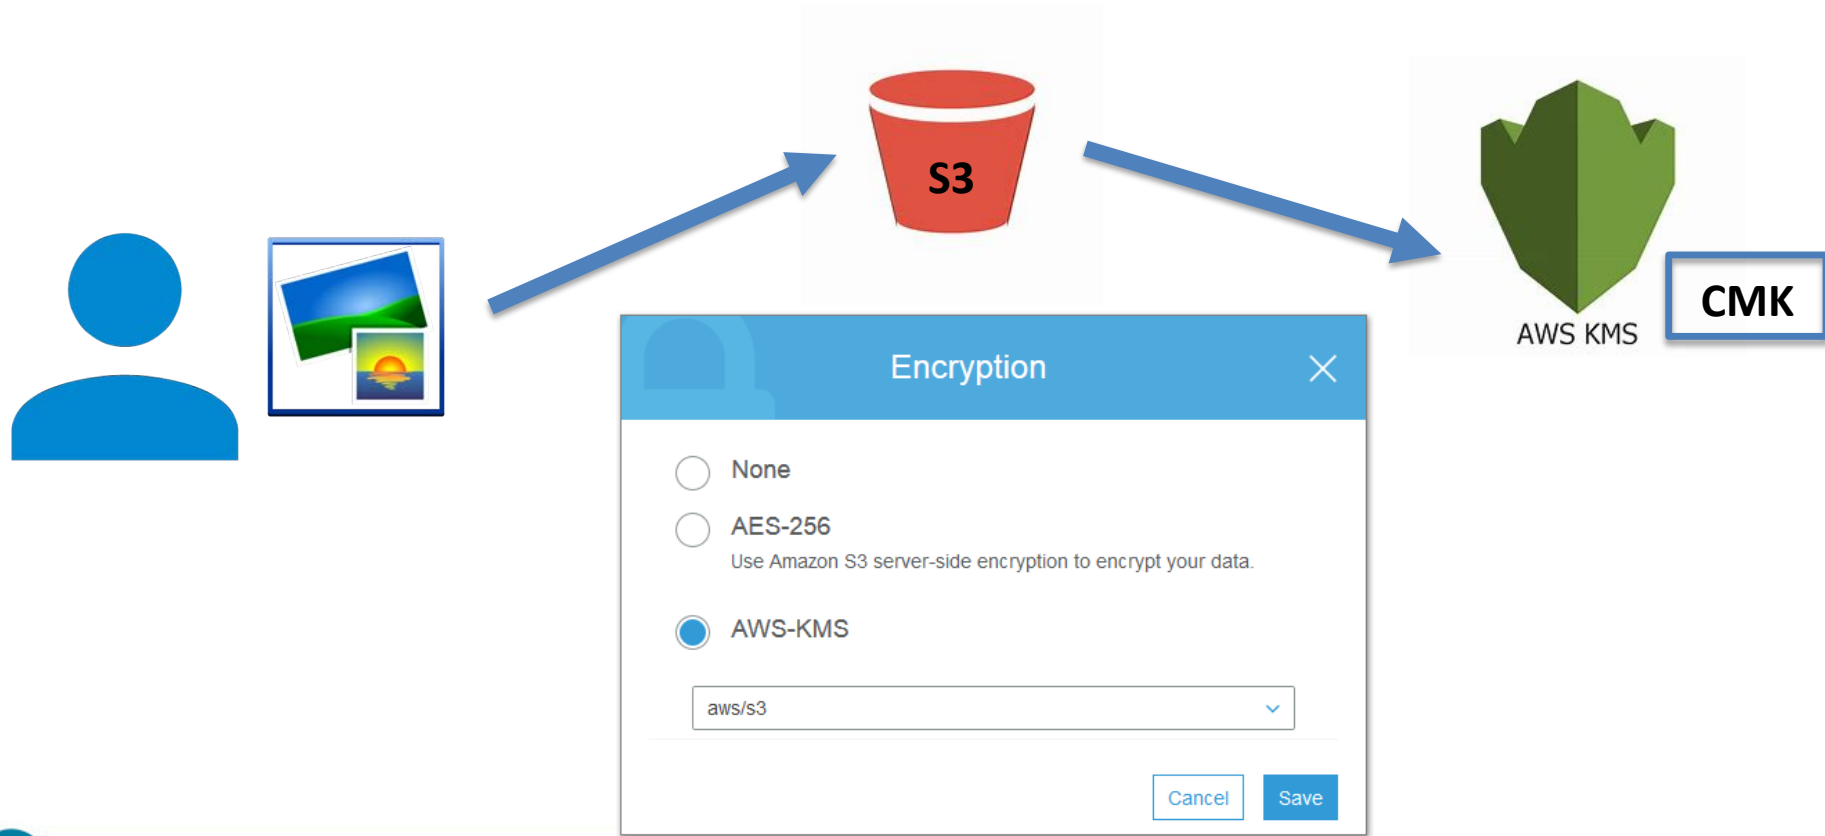 S3
CMK
AWS KMS
Encryption
None
AES-256
Use Amazon S3 server-side encryption to encrypt your data.
AWS-KMS
aws/s3
Cancel
Save